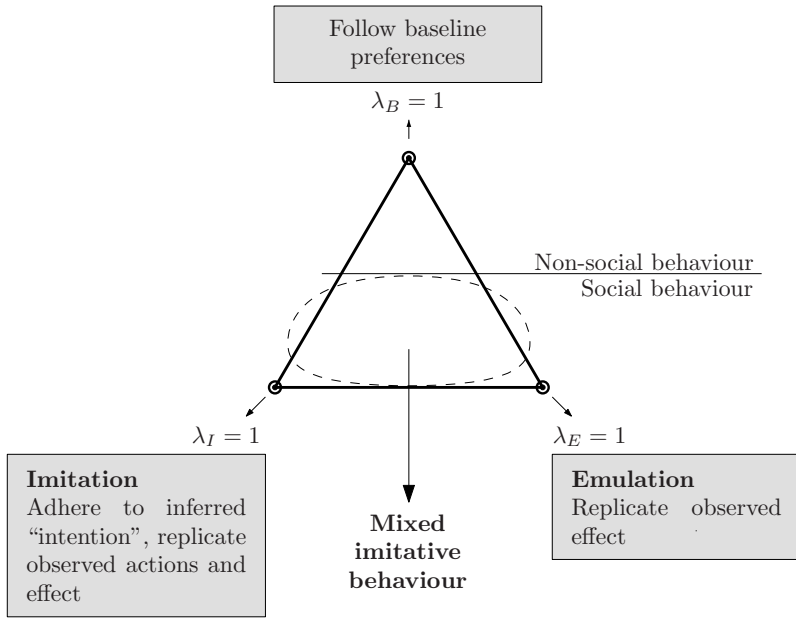 Follow baseline
preferences
λ_B = 1
Non-social behaviour
Social behaviour
λ_I = 1
λ_E = 1
Imitation
Adhere to inferred
“intention”, replicate
observed actions and
effect
Mixed
imitative
behaviour
Emulation
Replicate observed
effect